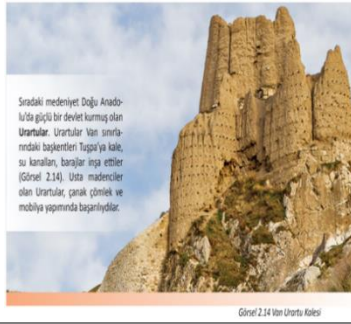 Sıradaki medeniyet Doğu Anado-
lu'da güçlü bir devlet kurmuş olan
Urartular. Urartular Van sınırla-
rındaki başkentleri Tuşpa'ya kale,
su kanalları, barajlar inşa ettiler
(Görsel 2.14). Usta madenciler
olan Urartular, çanak çömlek ve
mobilya yapımında başarılıydılar.
Görsel 2.14 Van Urartu Kalesi